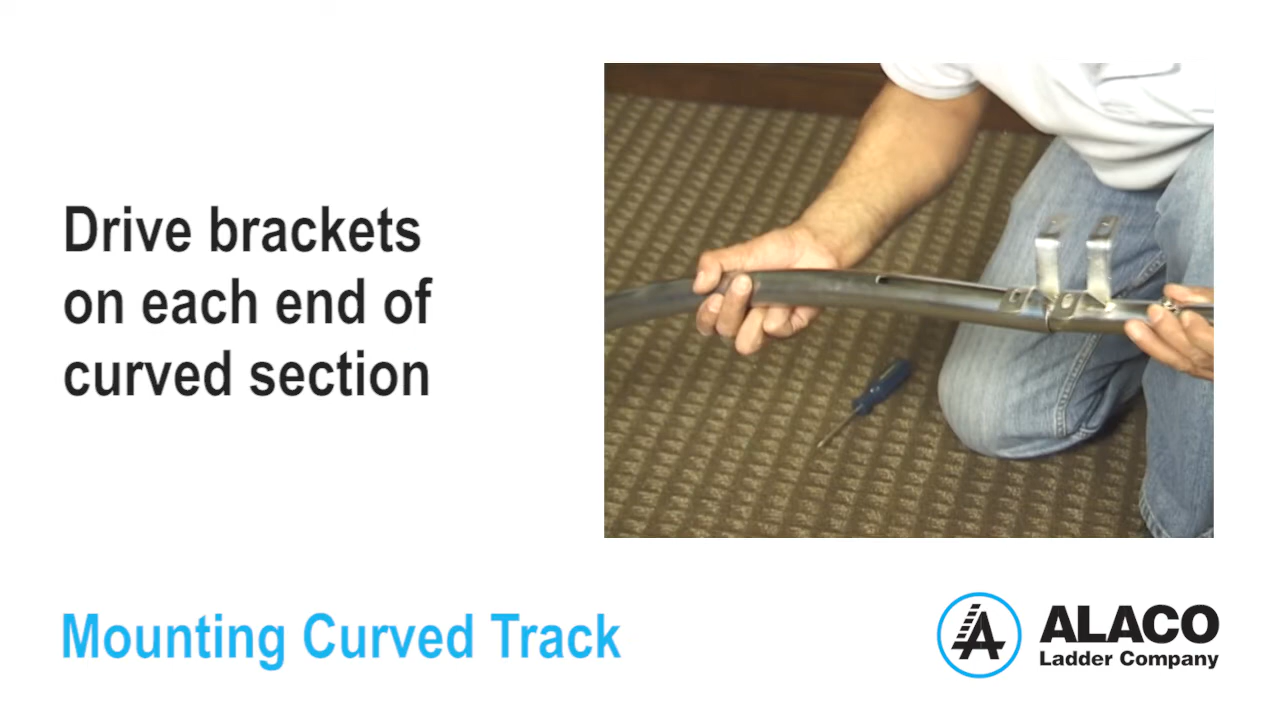 Drive brackets
on each end of
curved section
Mounting Curved Track
ALACO
Ladder Company